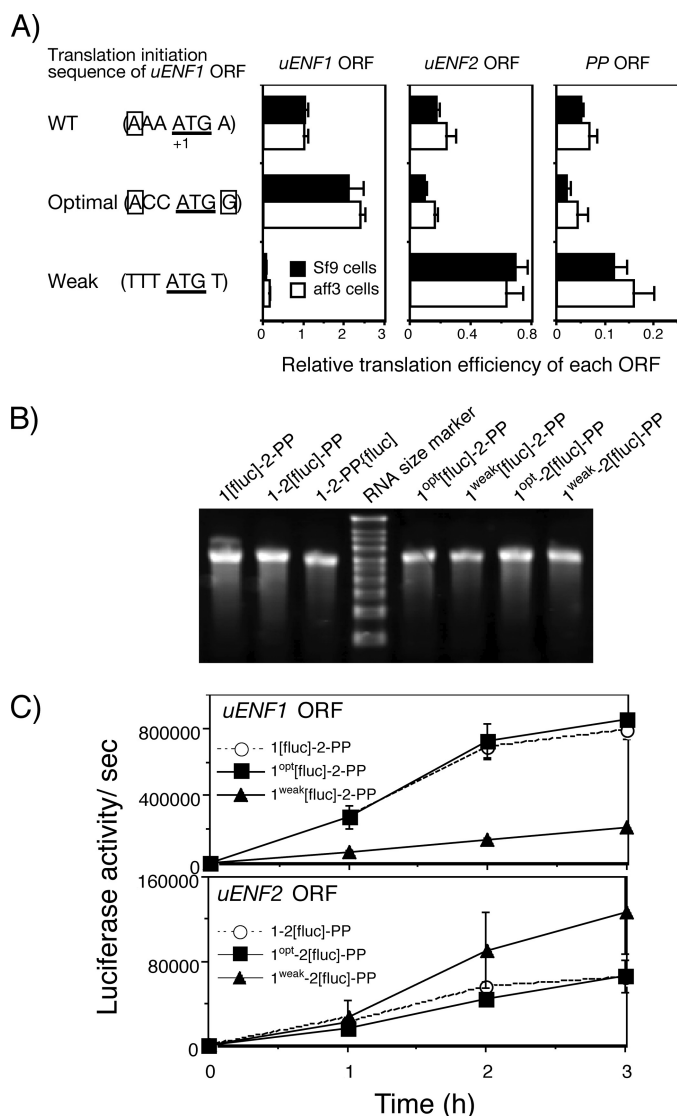 A)
Translation initiation
sequence of uENF1 ORF
uENF1 ORF
uENF2 ORF
PP ORF
WT (AAA ATG A)
+1
Optimal (ACC ATG G)
Weak (TTT ATG T)
Sf9 cells
aff3 cells
0 1 2 3
0 0.4 0.8
0 0.1 0.2
Relative translation efficiency of each ORF
B)
1[fluc]-2-PP
1-2[fluc]-PP
1-2-PP{fluc]
RNA size marker
1opt[fluc]-2-PP
1weak[fluc]-2-PP
1opt-2[fluc]-PP
1weak-2[fluc]-PP
C)
Luciferase activity/ sec
uENF1 ORF
1[fluc]-2-PP
1opt[fluc]-2-PP
1weak[fluc]-2-PP
800000
400000
0
uENF2 ORF
1-2[fluc]-PP
1opt-2[fluc]-PP
1weak-2[fluc]-PP
160000
80000
0
0 1 2 3
Time (h)